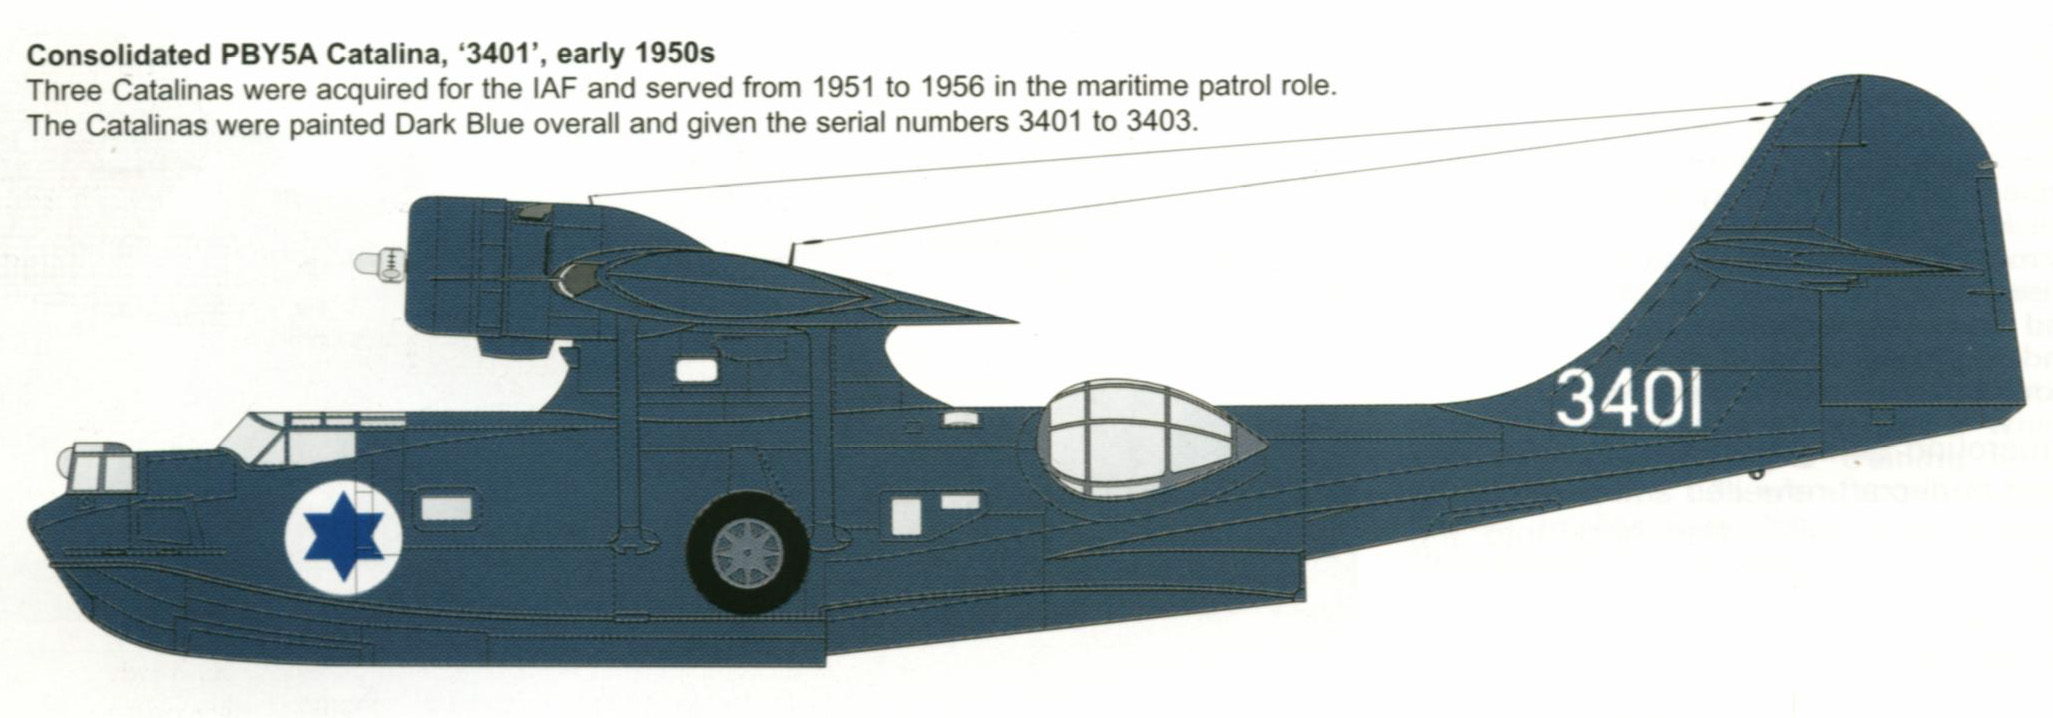 Consolidated PBY5A Catalina, ‘3401’, early 1950s
Three Catalinas were acquired for the IAF and served from 1951 to 1956 in the maritime patrol role.
The Catalinas were painted Dark Blue overall and given the serial numbers 3401 to 3403.
3401